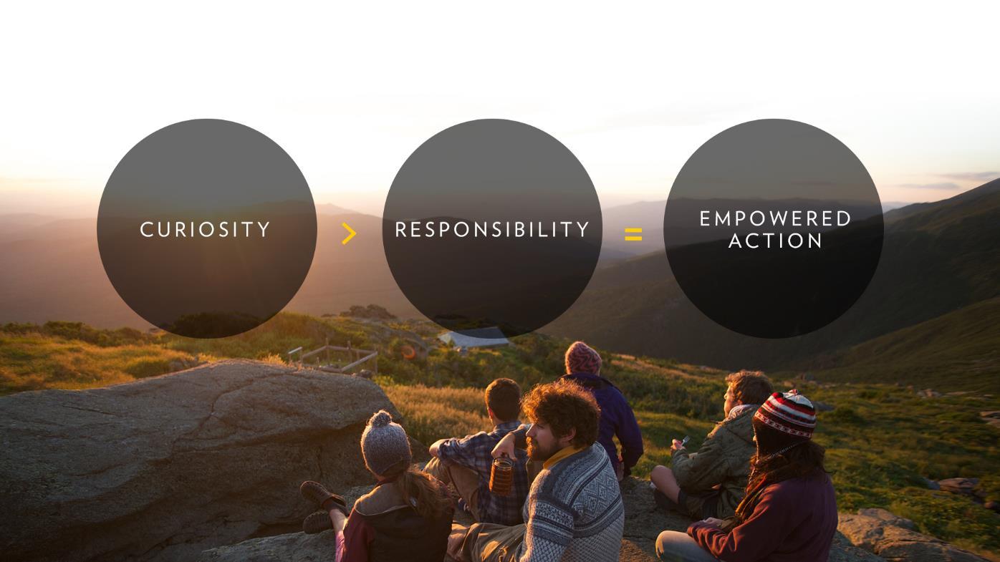 CURIOSITY > RESPONSIBILITY = EMPOWERED
ACTION